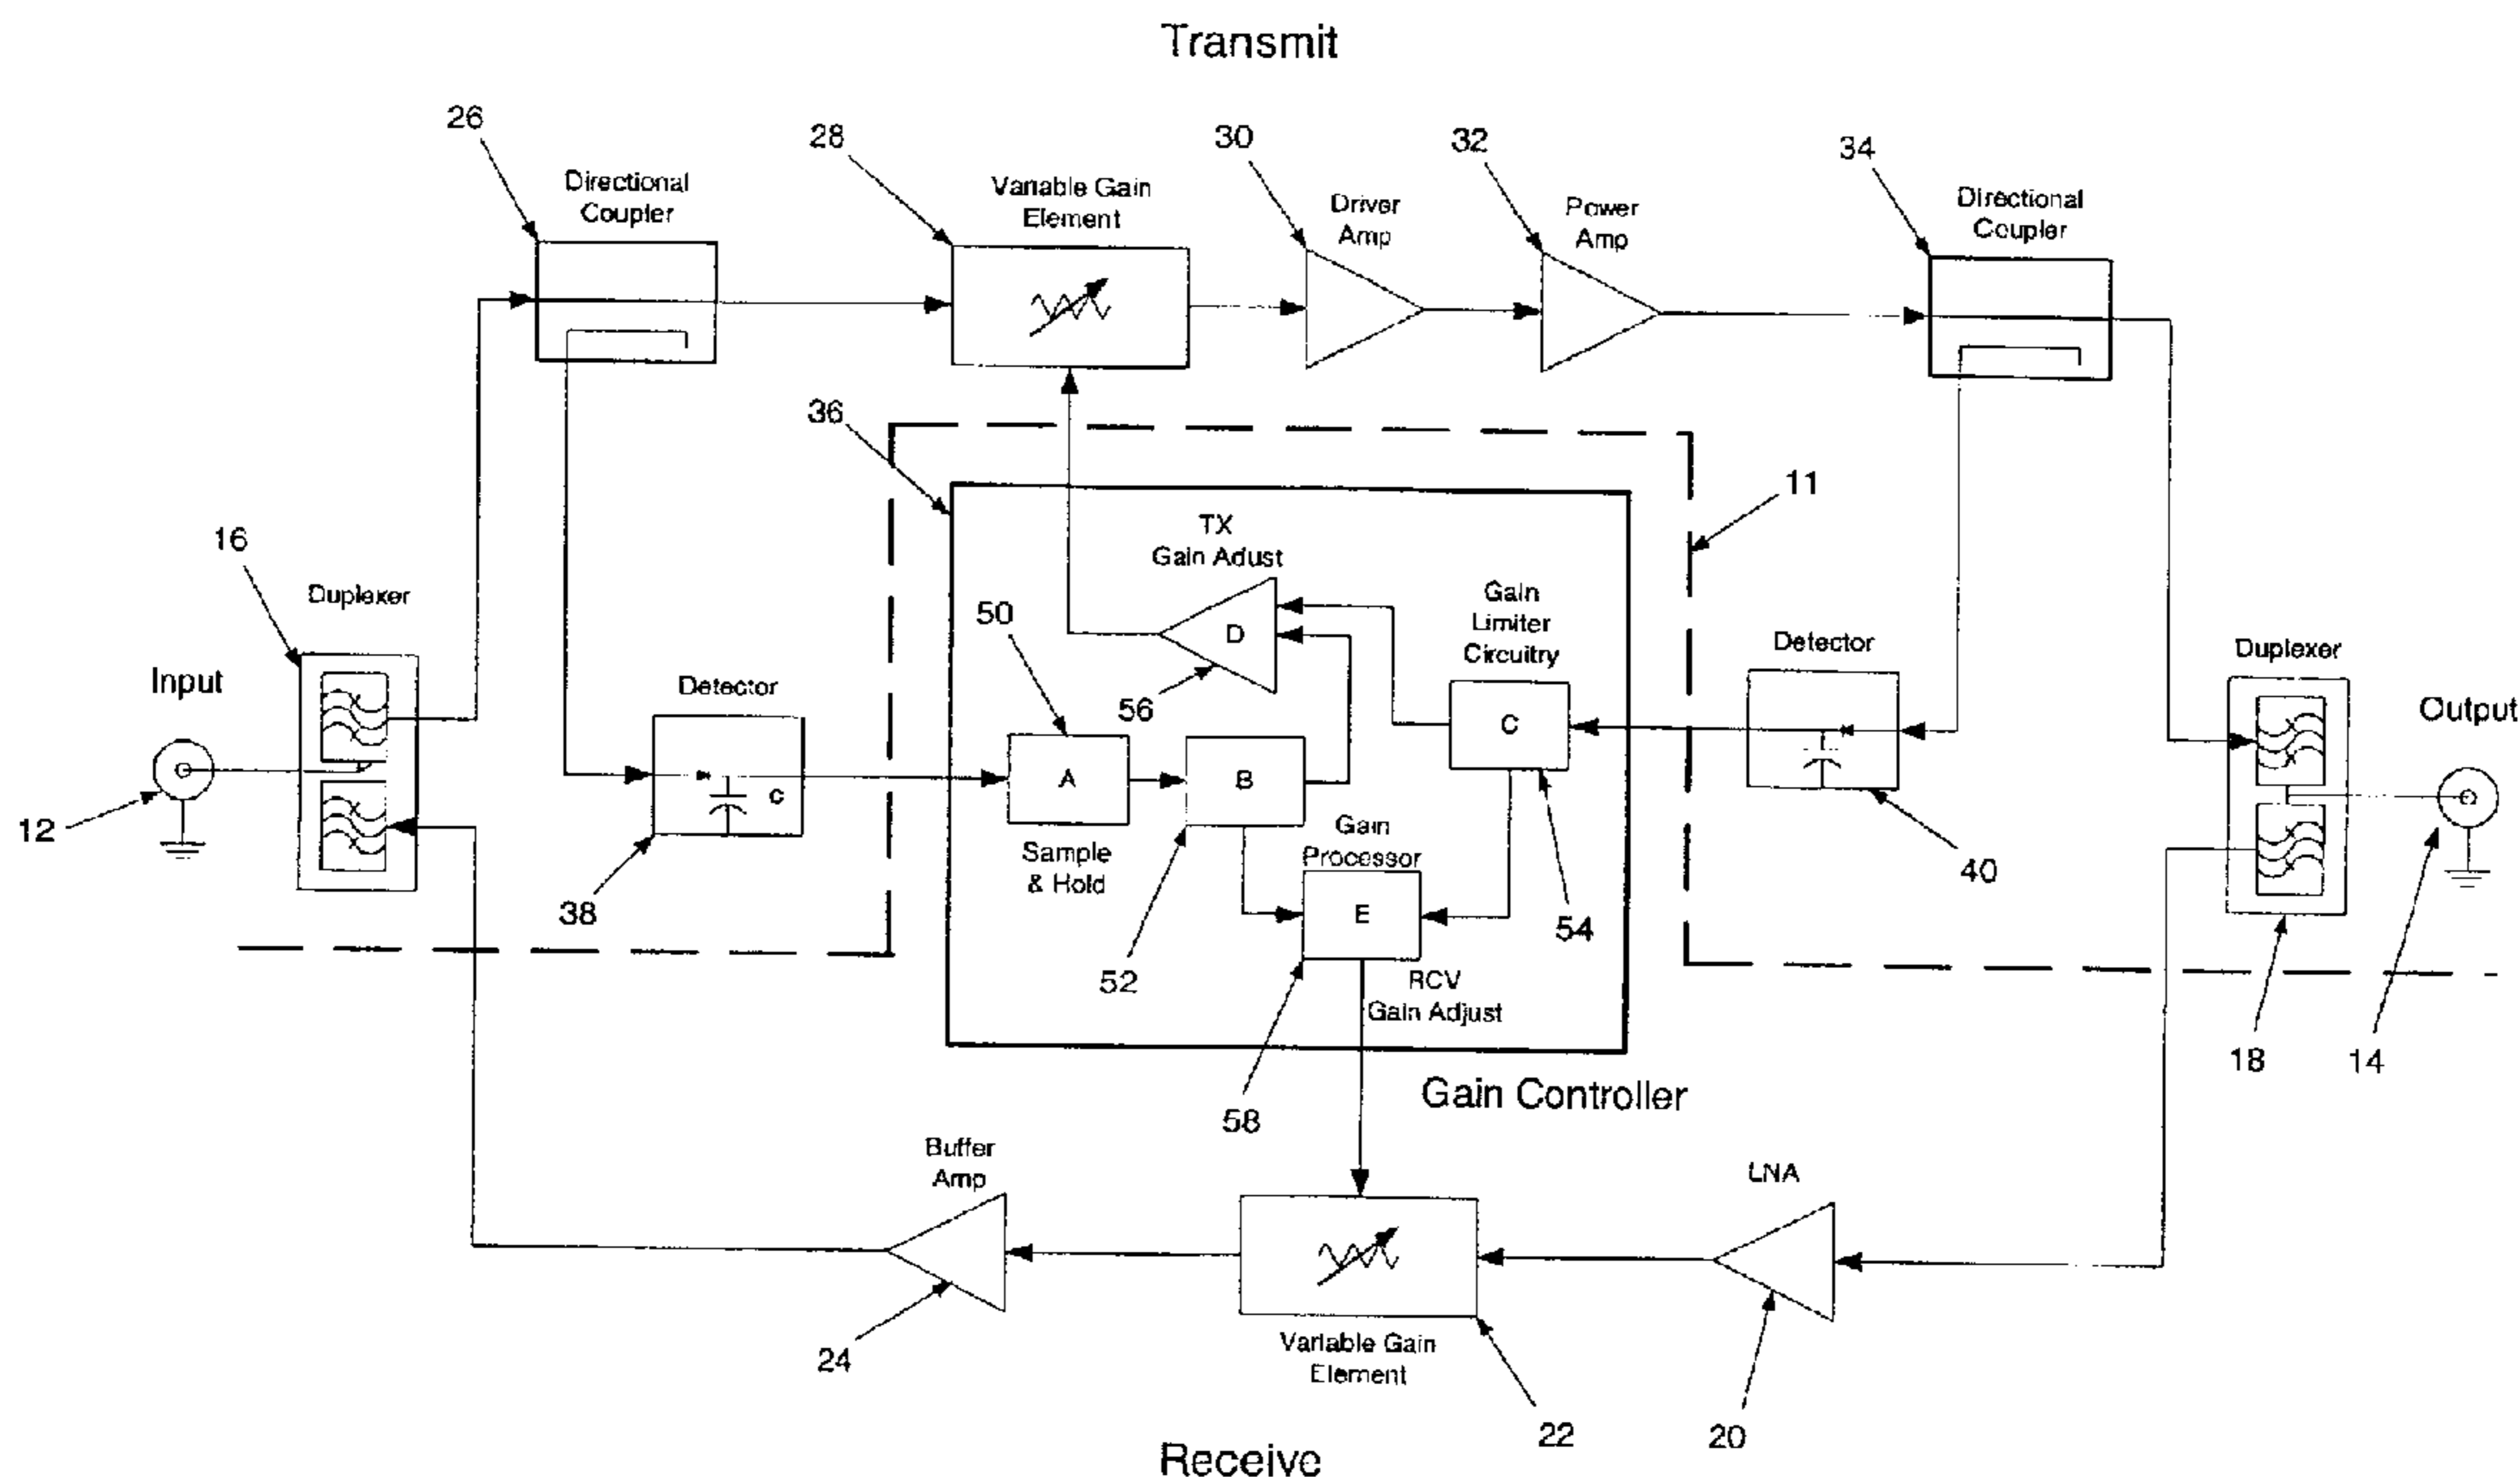 Transmit
26
28
30
32
34
Directional
Coupler
Variable Gain
Element
Driver
Amp
Power
Amp
Directional
Coupler
36
11
16
TX
Gain Adust
Duplexer
50
Gain
Limiter
Circuitry
D
Detector
Duplexer
Input
Detector
56
Output
C
A
B
c
12
Gain
Processor
Sample
& Hold
40
38
E
54
52
RCV
Gain Adjust
18
14
Gain Controller
58
Buffer
Amp
LNA
24
Variable Gain
Element
22
20
Receive